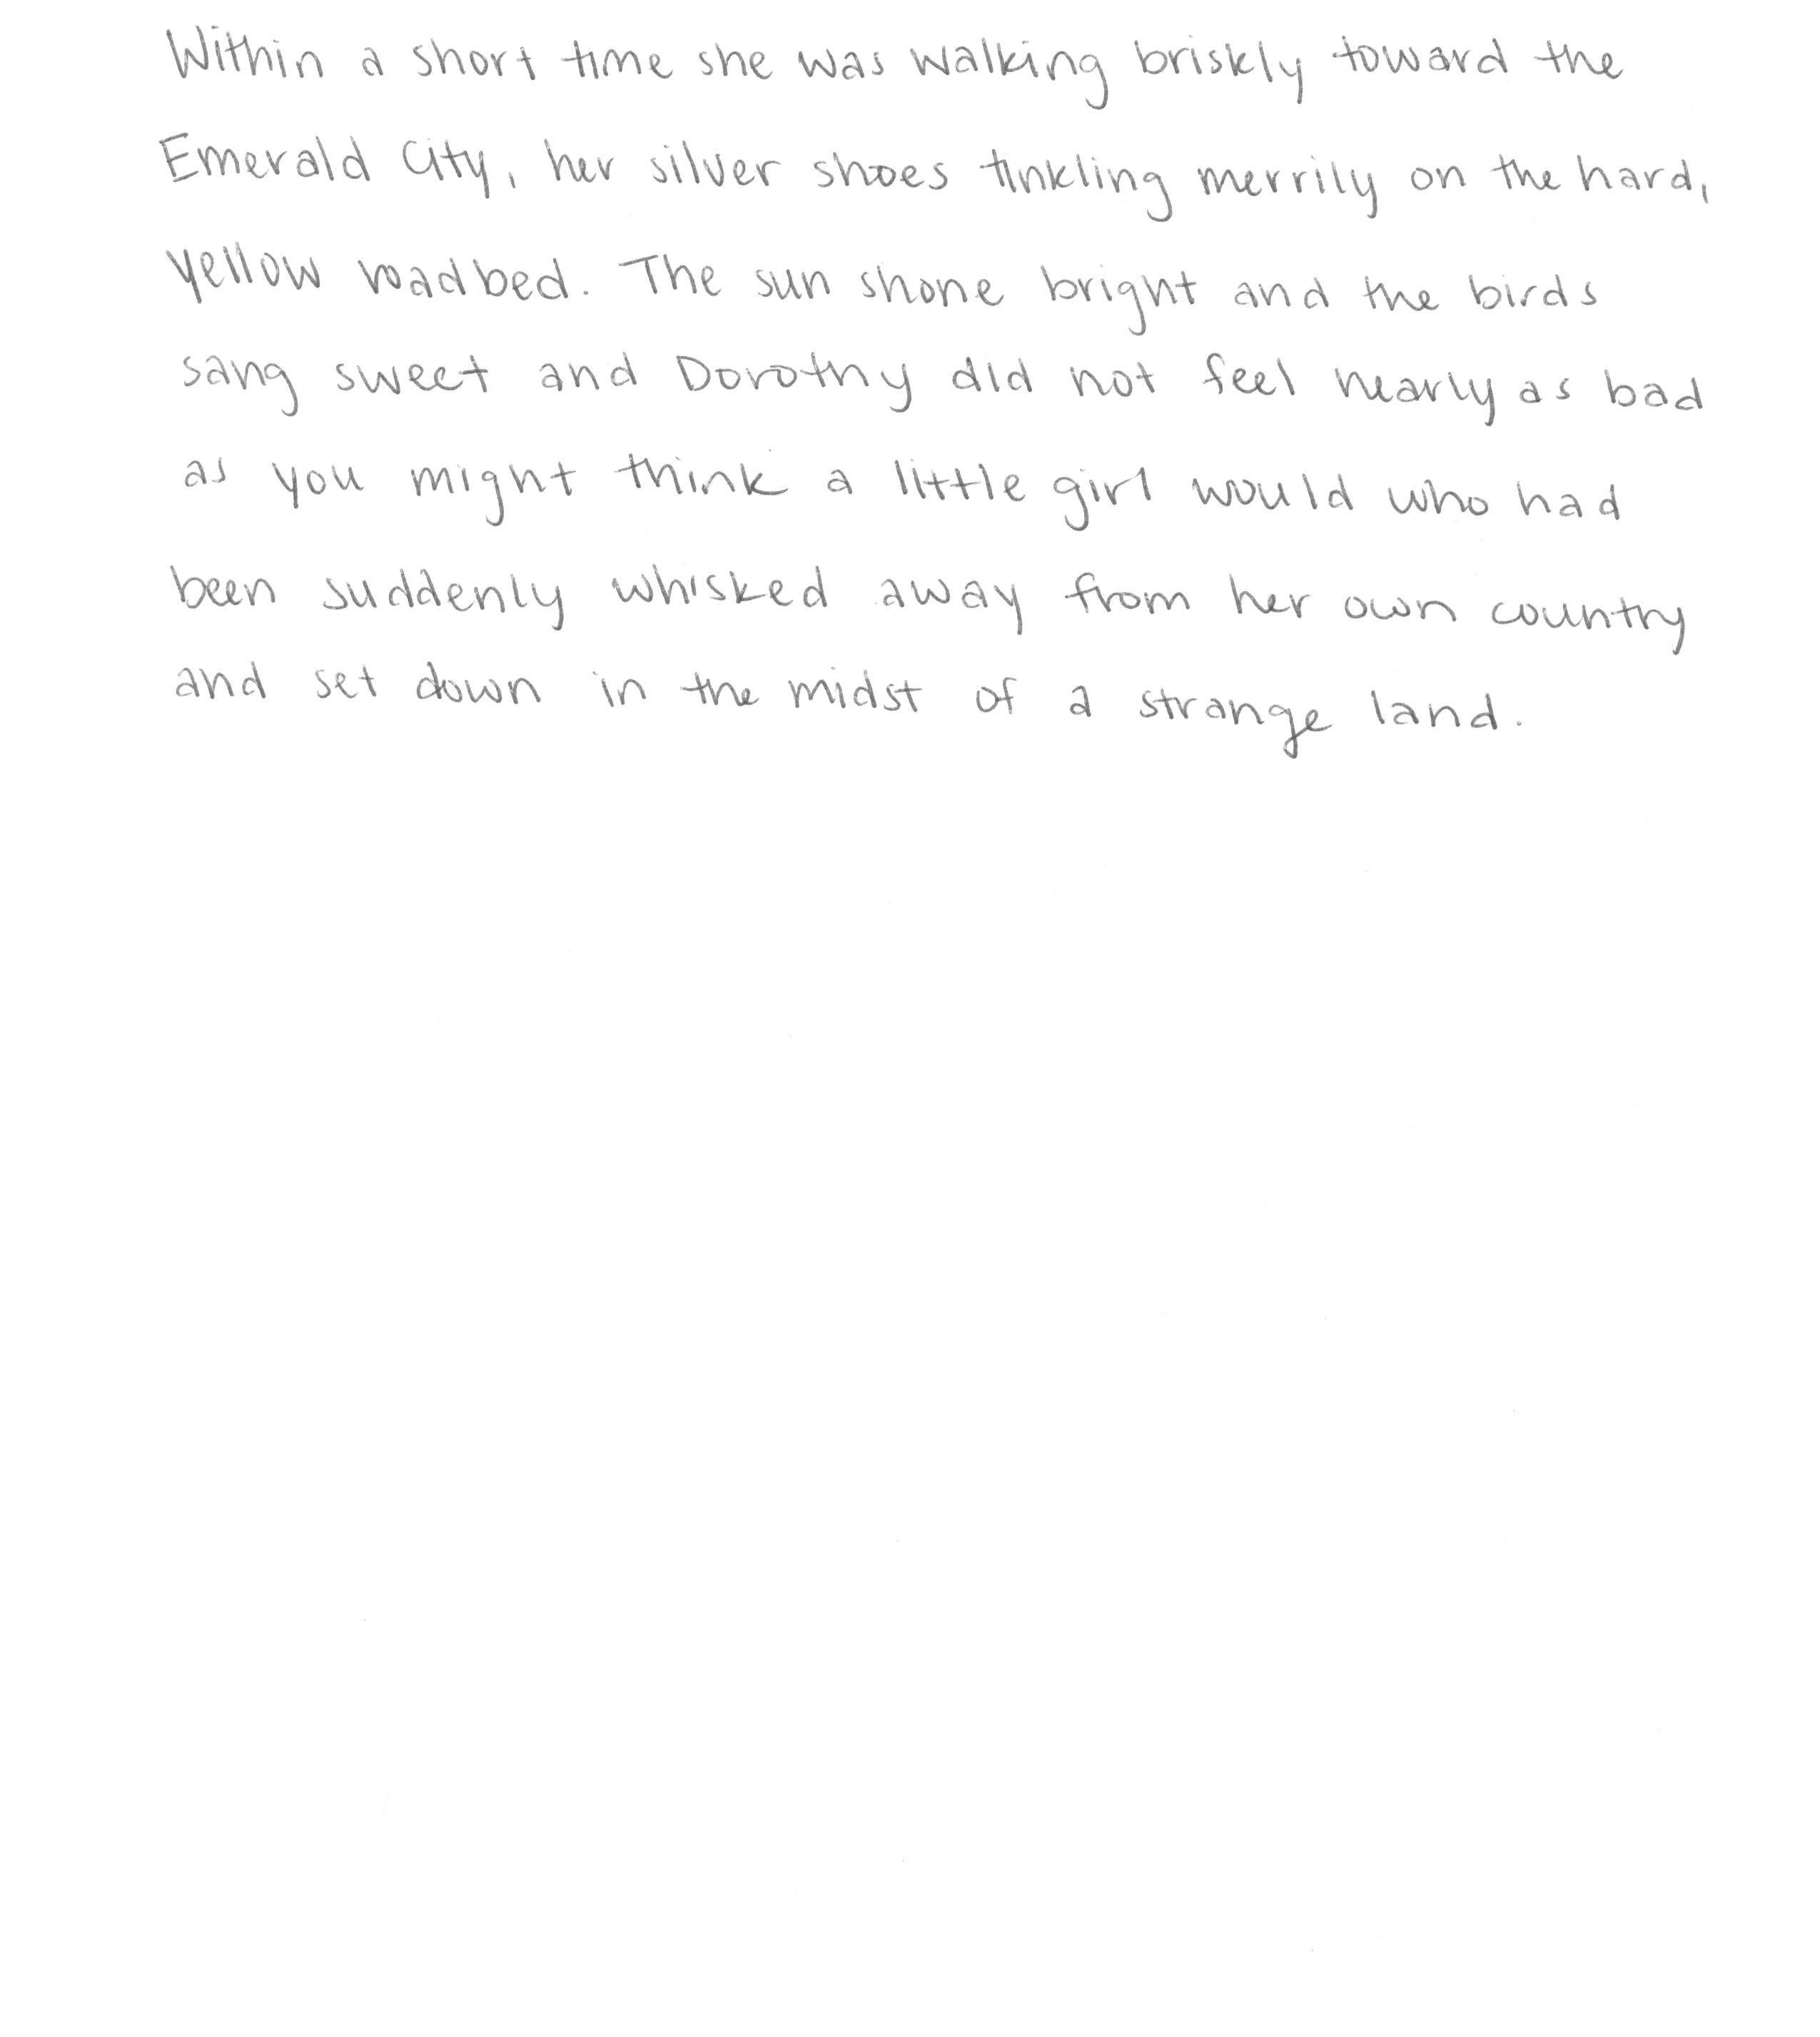 Within a short time she was walking briskly toward the
Emerald City, her silver shoes tinkling merrily on the hard,
yellow roadbed. The sun shone bright and the birds
sang sweet and Dorothy did not feel nearly as bad
as you might think a little girl would who had
been suddenly whisked away from her own country
and set down in the midst of a strange land.